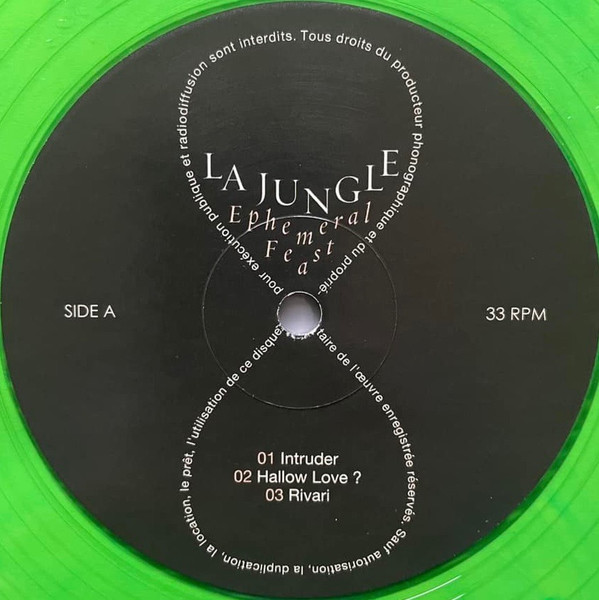 LA JUNGLE
Ephemeral
Feast
SIDE A
33 RPM
01 Intruder
02 Hallow Love ?
03 Rivari
Tous droits du producteur phonographique et du proprié
taire de l'œuvre enregistrée réservés. Sauf autorisation, la duplication, la location, le prêt, l'utilisation de ce disque
pour exécution publique et radiodiffusion sont interdits.